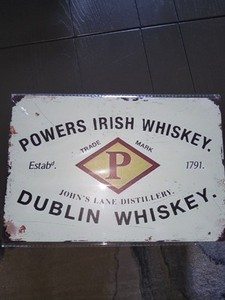 POWERS IRISH WHISKEY.
TRADE MARK
Estabd. P 1791.
JOHN'S LANE DISTILLERY.
DUBLIN WHISKEY.